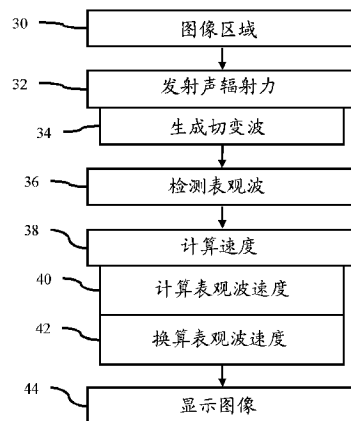 30 图像区域
32 发射声辐射力
34 生成切变波
36 检测表观波
38 计算速度
40 计算表观波速度
42 换算表观波速度
44 显示图像